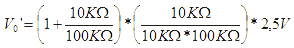 V₀' = (1 + 10KΩ / 100KΩ) * (10KΩ / 10KΩ * 100KΩ) * 2,5V